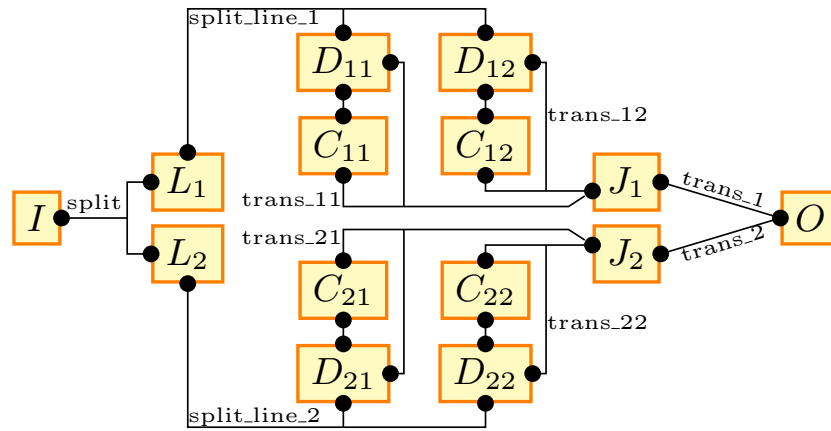 split_line_1
D11
D12
C11
C12
trans_12
L1
J1
trans_1
trans_11
I
split
O
trans_21
L2
J2
trans_2
C21
C22
trans_22
D21
D22
split_line_2